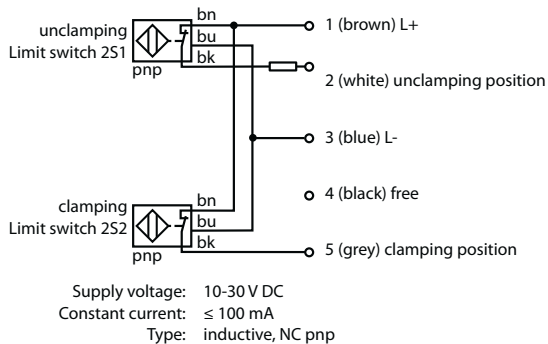 bn
1 (brown) L+
unclamping
Limit switch 2S1
bu
bk
pnp
2 (white) unclamping position
3 (blue) L-
4 (black) free
bn
clamping
Limit switch 2S2
bu
bk
pnp
5 (grey) clamping position
Supply voltage: 10-30 V DC
Constant current: ≤ 100 mA
Type: inductive, NC pnp